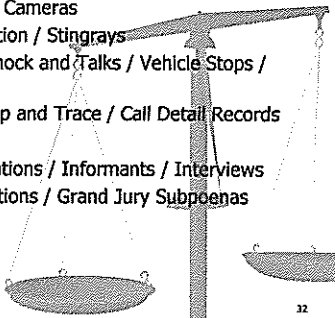 Cameras
tion / Stingrays
nock and Talks / Vehicle Stops /
p and Trace / Call Detail Records
ations / Informants / Interviews
tions / Grand Jury Subpoenas
32